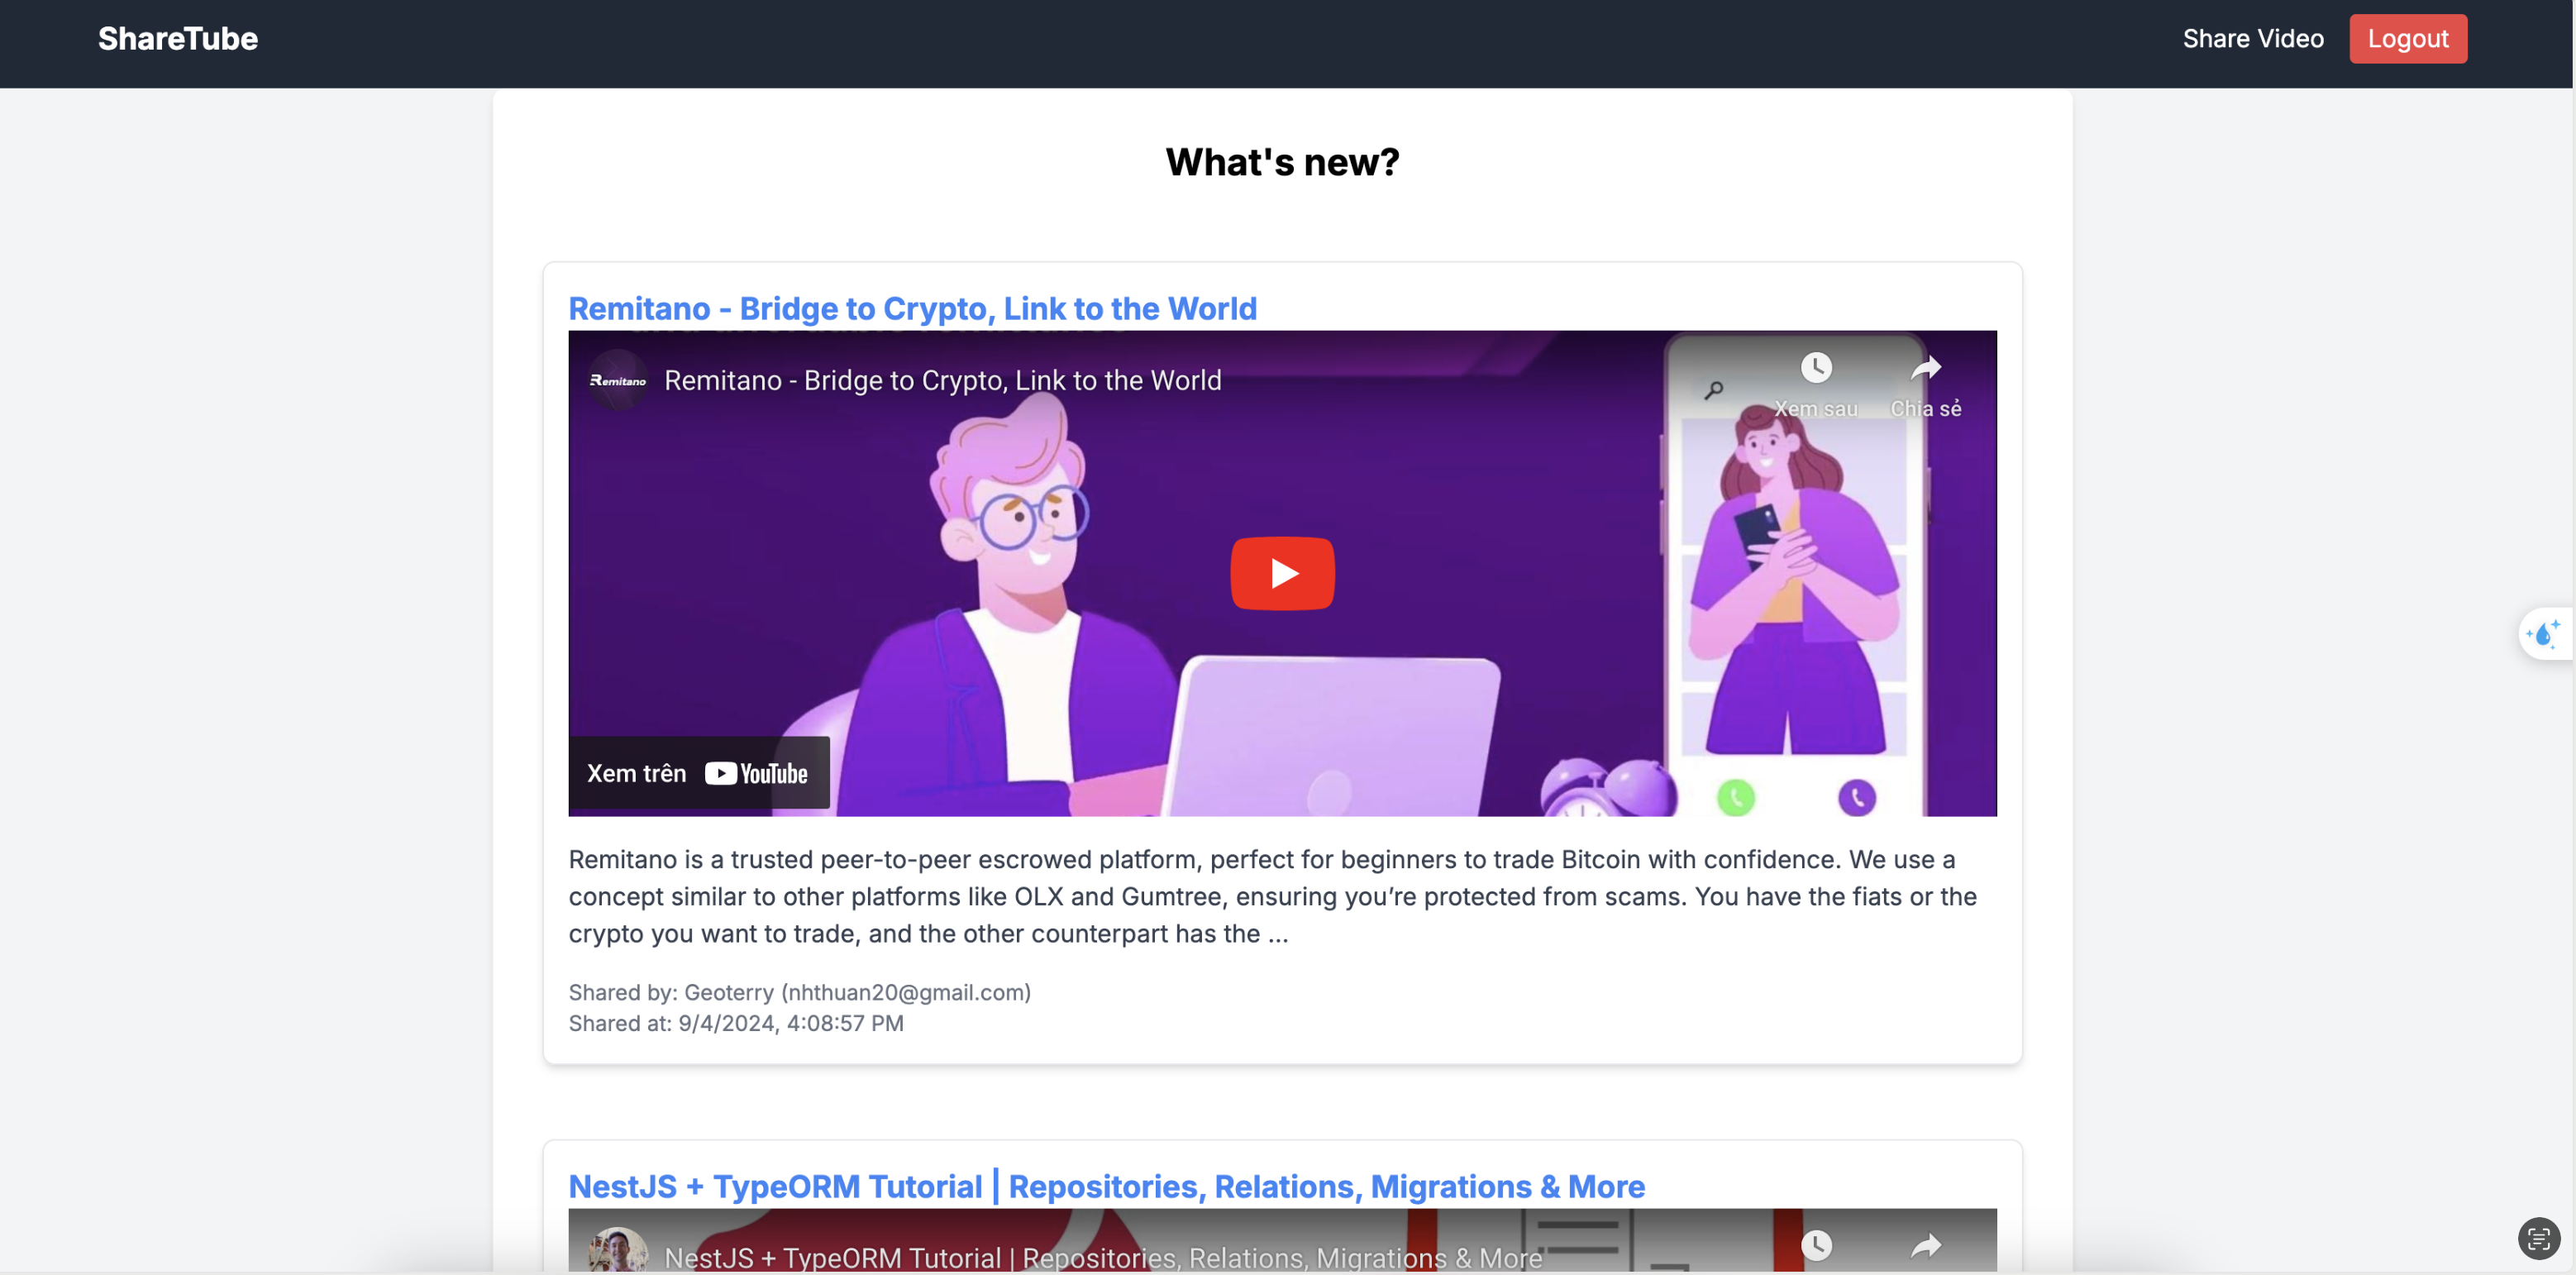 ShareTube
Share Video
Logout
What's new?
Remitano - Bridge to Crypto, Link to the World
Remitano
Remitano - Bridge to Crypto, Link to the World
Xem sau
Chia sẻ
Xem trên YouTube
Remitano is a trusted peer-to-peer escrowed platform, perfect for beginners to trade Bitcoin with confidence. We use a
concept similar to other platforms like OLX and Gumtree, ensuring you’re protected from scams. You have the fiats or the
crypto you want to trade, and the other counterpart has the ...
Shared by: Geoterry (nhthuan20@gmail.com)
Shared at: 9/4/2024, 4:08:57 PM
NestJS + TypeORM Tutorial | Repositories, Relations, Migrations & More
NestJS + TypeORM Tutorial | Repositories, Relations, Migrations & More